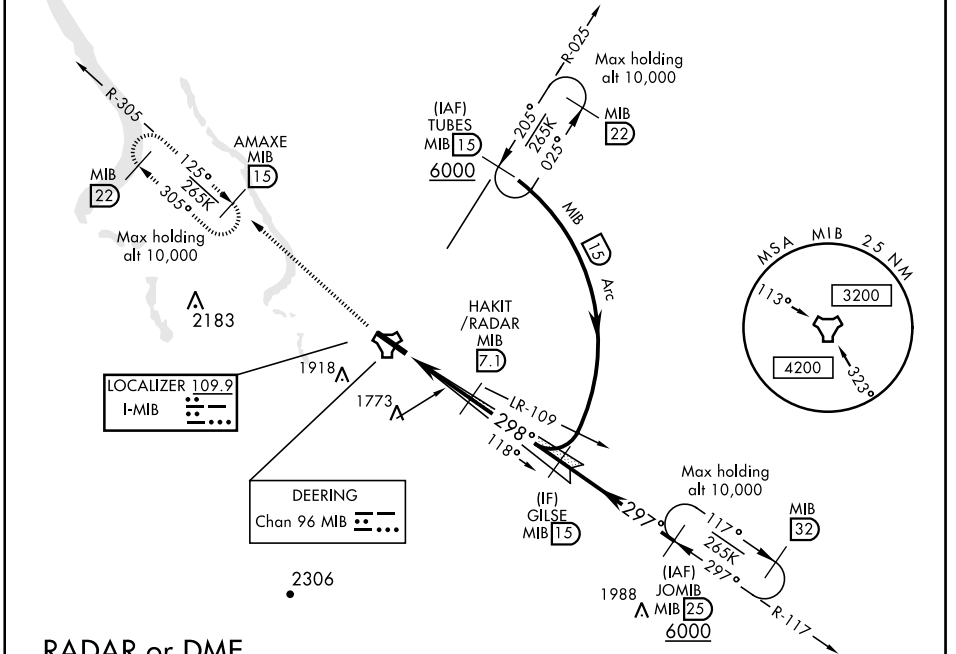 R-025
Max holding
alt 10,000
(IAF)
TUBES
MIB 15
6000
205°
265K
025°
MIB
22
R-305
AMAXE
MIB
15
MIB
22
125°
265K
305°
Max holding
alt 10,000
MIB 15 Arc
MSA MIB 25 NM
113°
3200
4200
323°
2183
HAKIT
/RADAR
MIB
7.1
1918
1773
LOCALIZER 109.9
I-MIB
LR-109
298°
118°
DEERING
Chan 96 MIB
(IF)
GILSE
MIB 15
Max holding
alt 10,000
MIB
32
297°
117°
265K
297°
(IAF)
JOMIB
MIB 25
6000
1988
R-117
2306
RADAR or DME